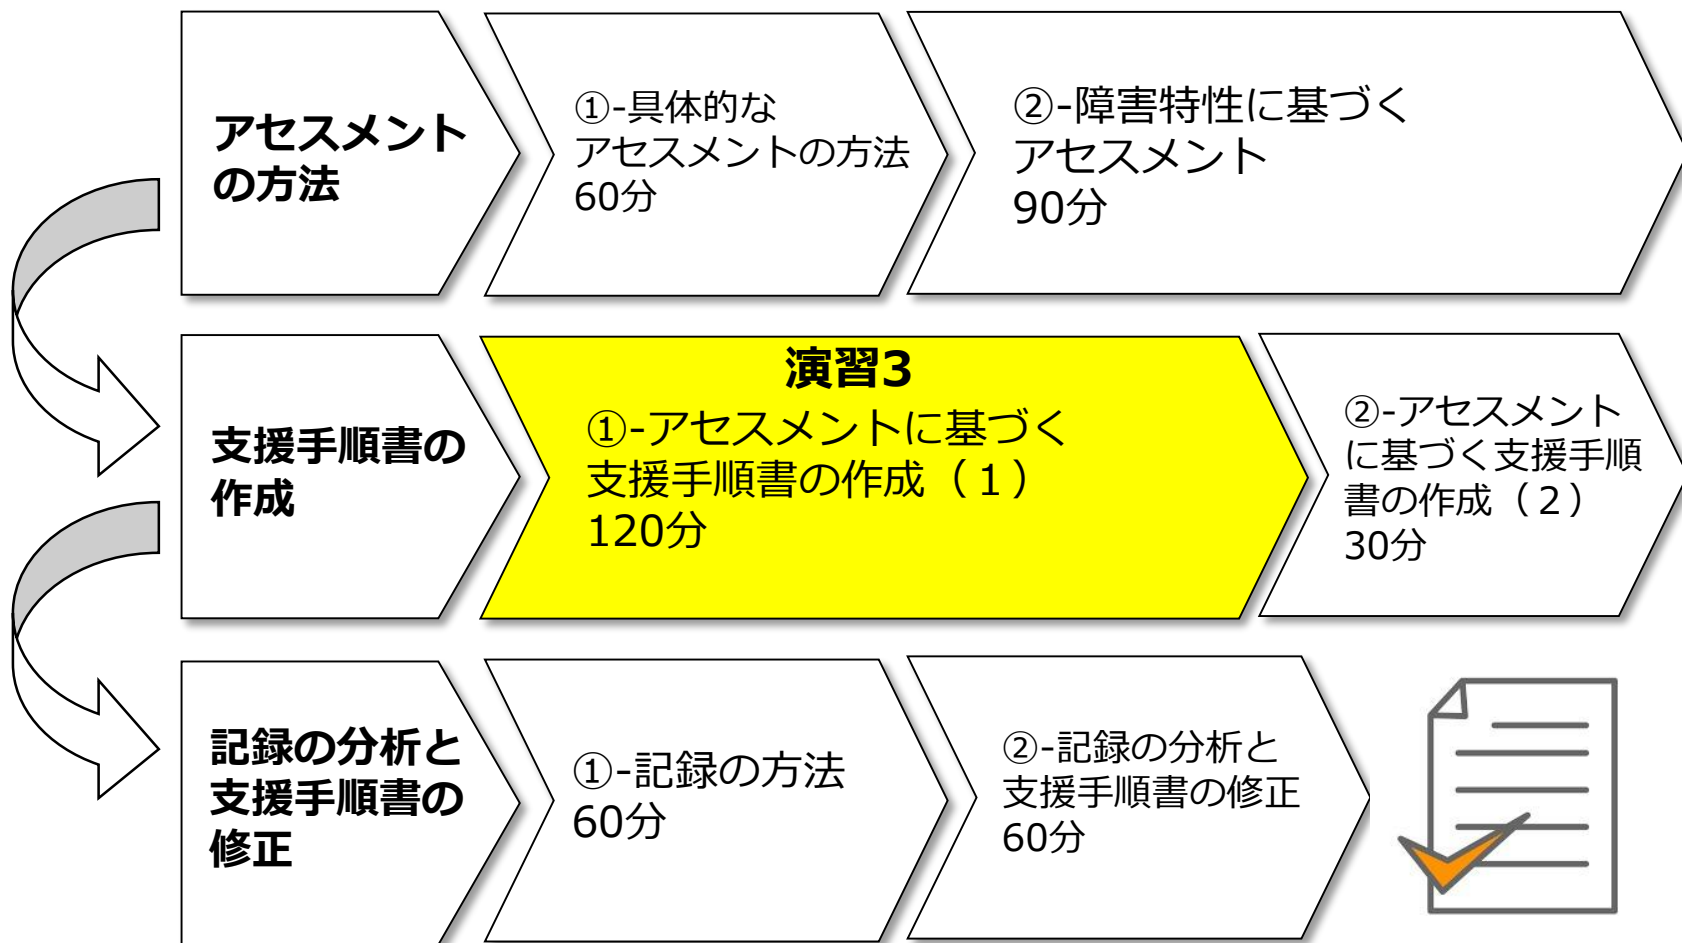 アセスメント
の方法
①-具体的な
アセスメントの方法
60分
②-障害特性に基づく
アセスメント
90分
支援手順書の
作成
演習3
①-アセスメントに基づく
支援手順書の作成（１）
120分
②-アセスメント
に基づく支援手順
書の作成（２）
30分
記録の分析と
支援手順書の
修正
①-記録の方法
60分
②-記録の分析と
支援手順書の修正
60分